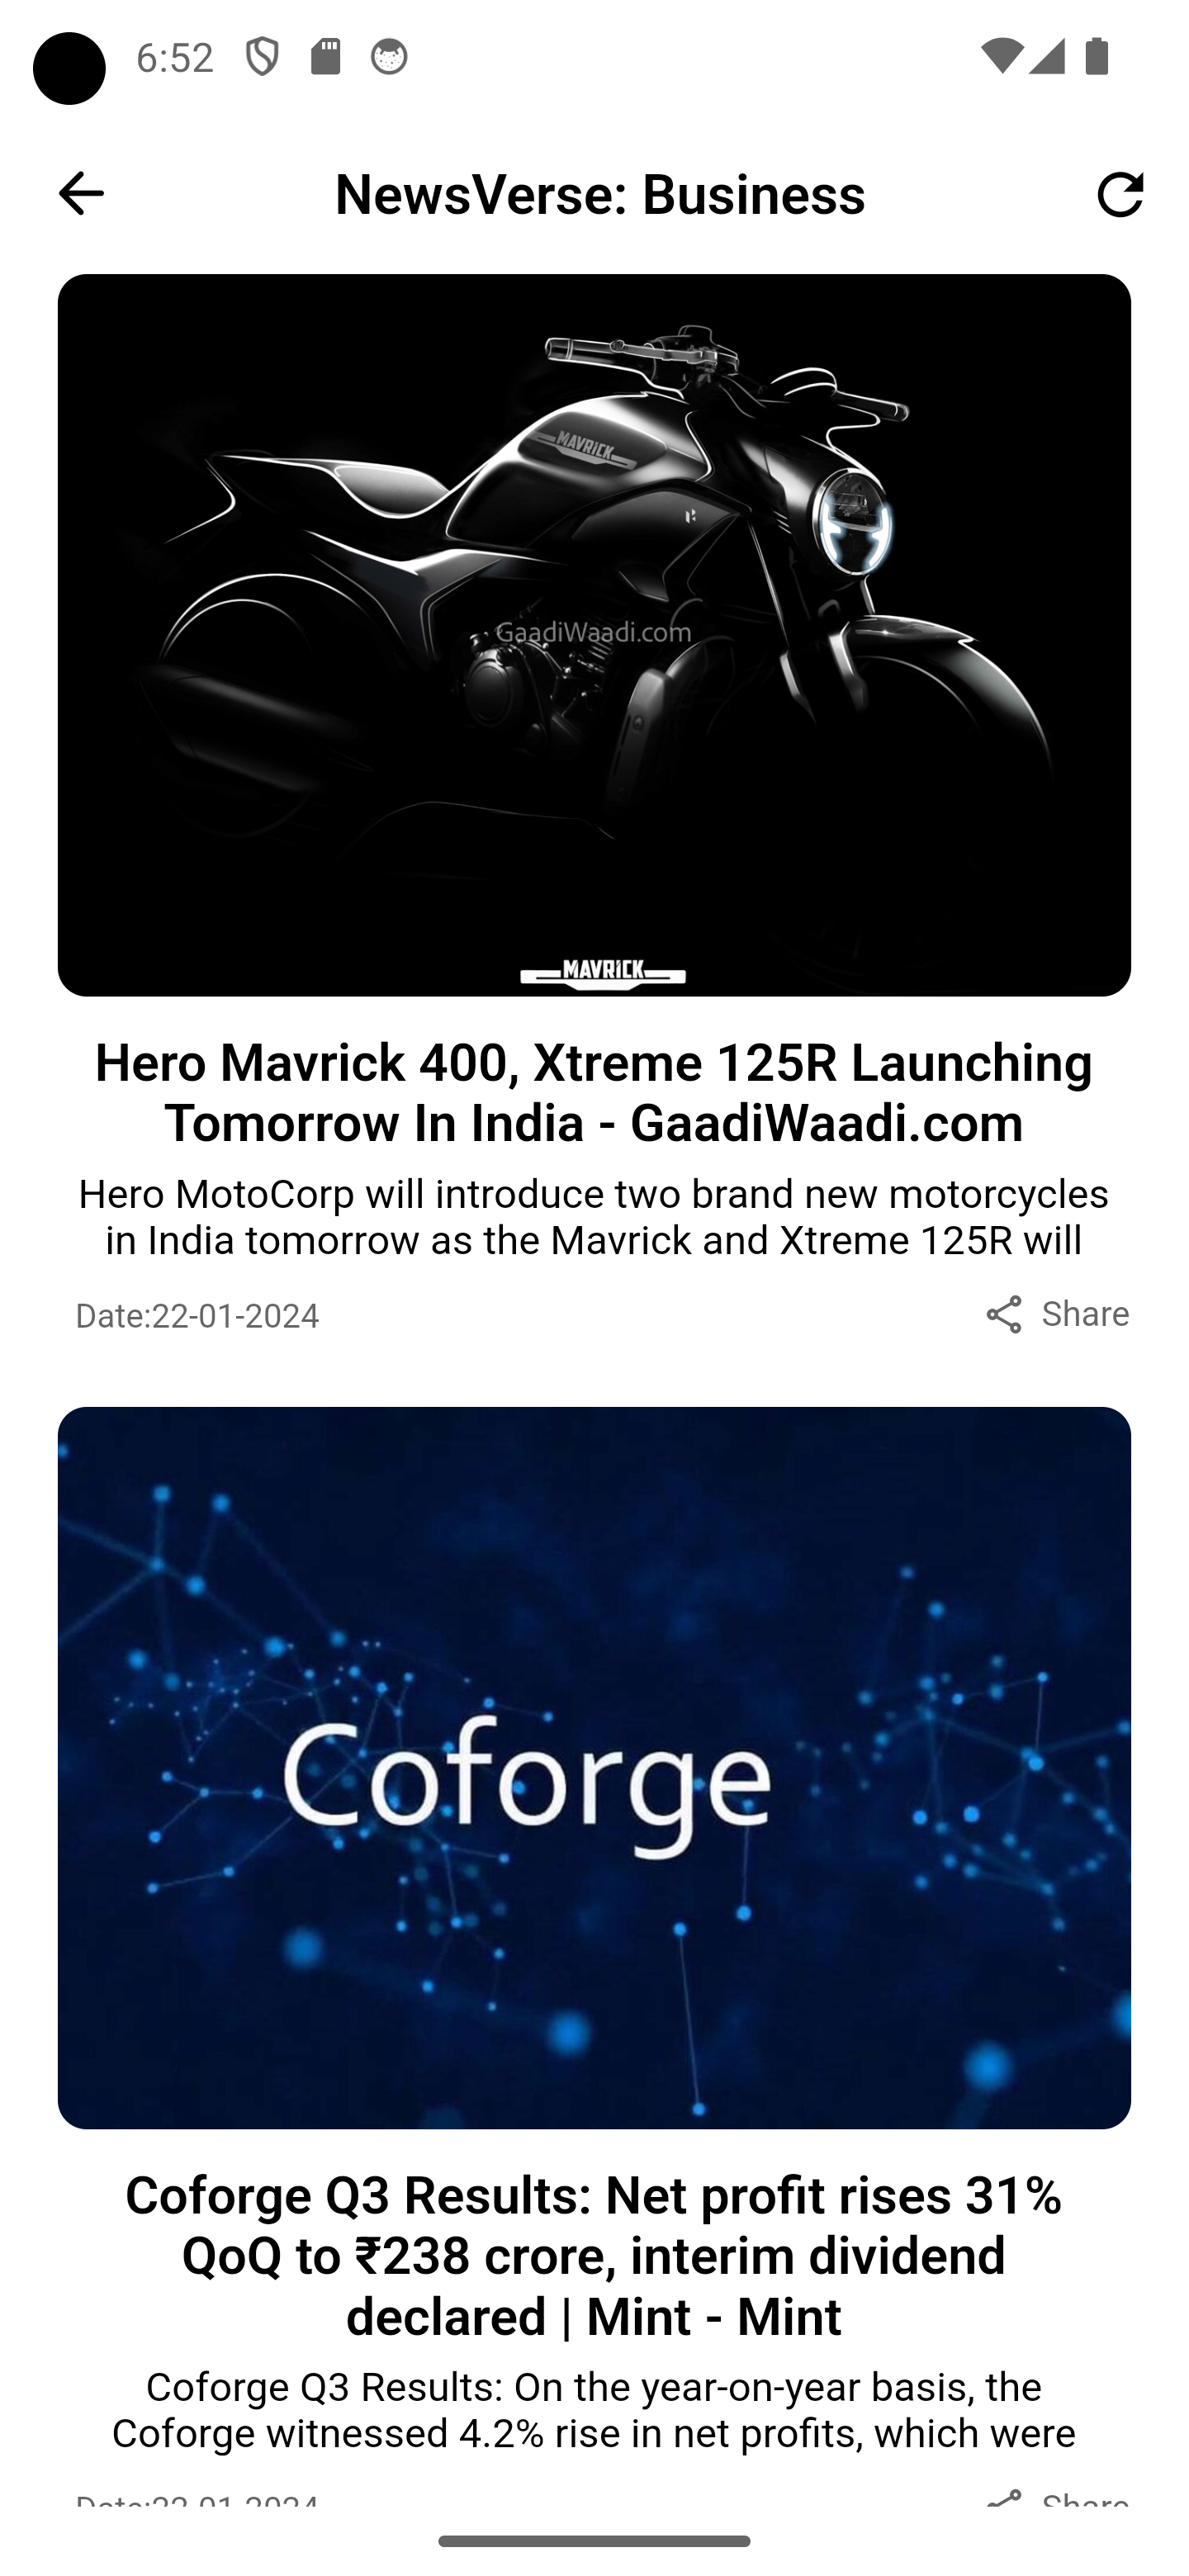 6:52
NewsVerse: Business
MAVRICK
GaadiWaadi.com
MAVRICK
Hero Mavrick 400, Xtreme 125R Launching
Tomorrow In India - GaadiWaadi.com
Hero MotoCorp will introduce two brand new motorcycles
in India tomorrow as the Mavrick and Xtreme 125R will
Date:22-01-2024
Share
Coforge
Coforge Q3 Results: Net profit rises 31%
QoQ to ₹238 crore, interim dividend
declared | Mint - Mint
Coforge Q3 Results: On the year-on-year basis, the
Coforge witnessed 4.2% rise in net profits, which were
Date:22-01-2024
Share